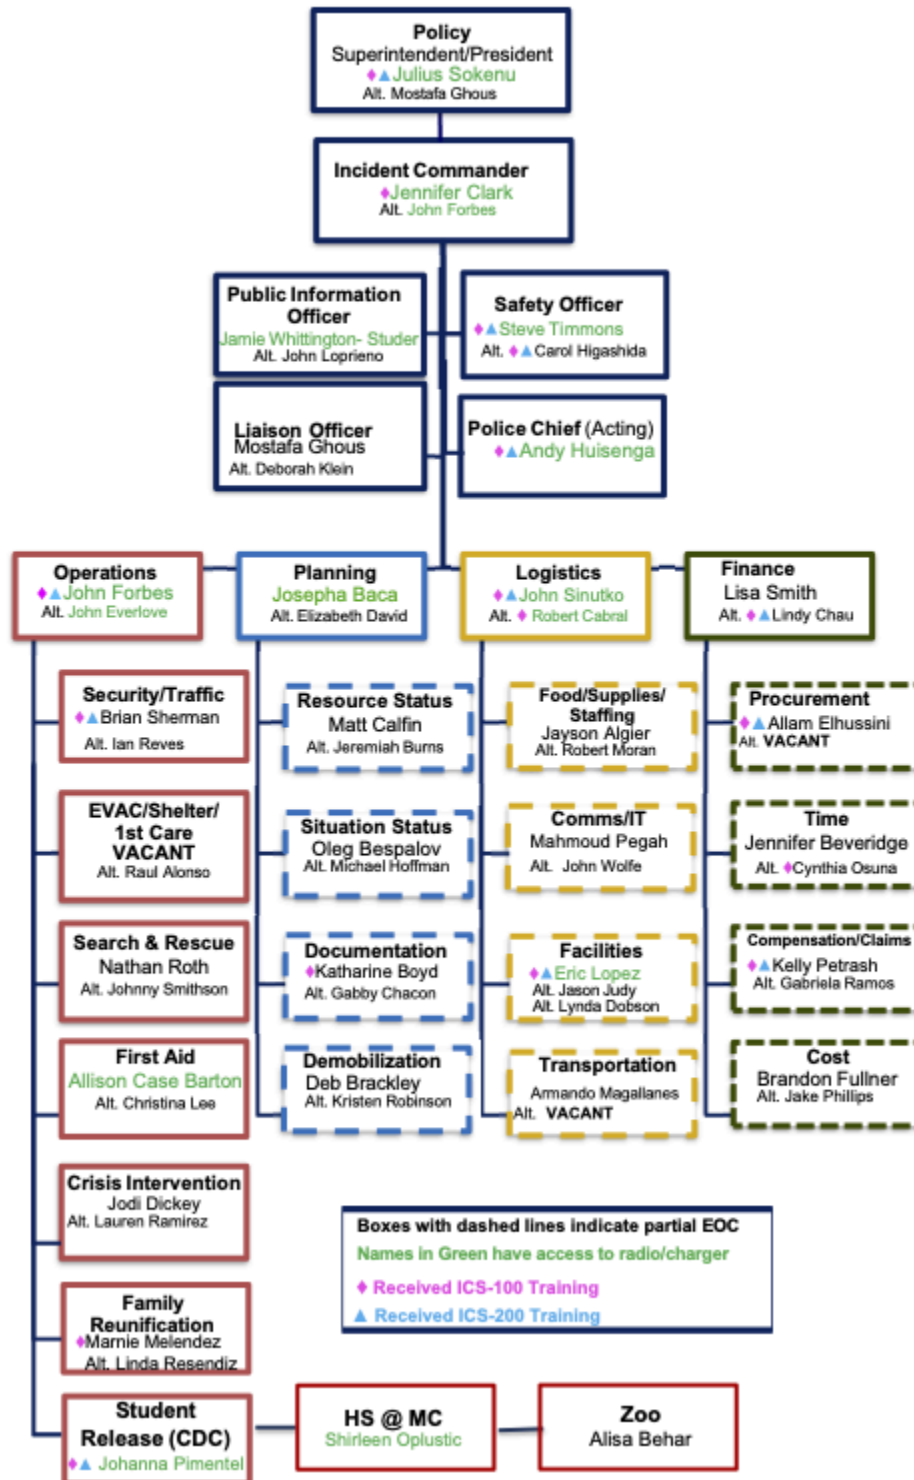 Policy
Superintendent/President
♦▲Julius Sokenu
Alt. Mostafa Ghous
Incident Commander
♦Jennifer Clark
Alt. John Forbes
Public Information
Officer
Jamie Whittington- Studer
Alt. John Loprieno
Safety Officer
♦▲Steve Timmons
Alt. ♦▲ Carol Higashida
Liaison Officer
Mostafa Ghous
Alt. Deborah Klein
Police Chief (Acting)
♦▲Andy Huisenga
Operations
♦▲John Forbes
Alt. John Everlove
Planning
Josepha Baca
Alt. Elizabeth David
Logistics
♦▲John Sinutko
Alt. ♦ Robert Cabral
Finance
Lisa Smith
Alt. ♦▲Lindy Chau
Security/Traffic
♦▲Brian Sherman
Alt. Ian Reves
EVAC/Shelter/
1st Care
VACANT
Alt. Raul Alonso
Search & Rescue
Nathan Roth
Alt. Johnny Smithson
First Aid
Allison Case Barton
Alt. Christina Lee
Crisis Intervention
Jodi Dickey
Alt. Lauren Ramirez
Family
Reunification
♦Marnie Melendez
Alt. Linda Resendiz
Student
Release (CDC)
♦▲ Johanna Pimentel
HS @ MC
Shirleen Oplustic
Zoo
Alisa Behar
Resource Status
Matt Calfin
Alt. Jeremiah Burns
Situation Status
Oleg Bespalov
Alt. Michael Hoffman
Documentation
♦Katharine Boyd
Alt. Gabby Chacon
Demobilization
Deb Brackley
Alt. Kristen Robinson
Food/Supplies/
Staffing
Jayson Algier
Alt. Robert Moran
Comms/IT
Mahmoud Pegah
Alt. John Wolfe
Facilities
♦▲Eric Lopez
Alt. Jason Judy
Alt. Lynda Dobson
Transportation
Armando Magallanes
Alt. VACANT
Procurement
♦▲Allam Elhussini
Alt. VACANT
Time
Jennifer Beveridge
Alt. ♦Cynthia Osuna
Compensation/Claims
♦▲Kelly Petrash
Alt. Gabriela Ramos
Cost
Brandon Fullner
Alt. Jake Phillips
Boxes with dashed lines indicate partial EOC
Names in Green have access to radio/charger
♦ Received ICS-100 Training
▲ Received ICS-200 Training